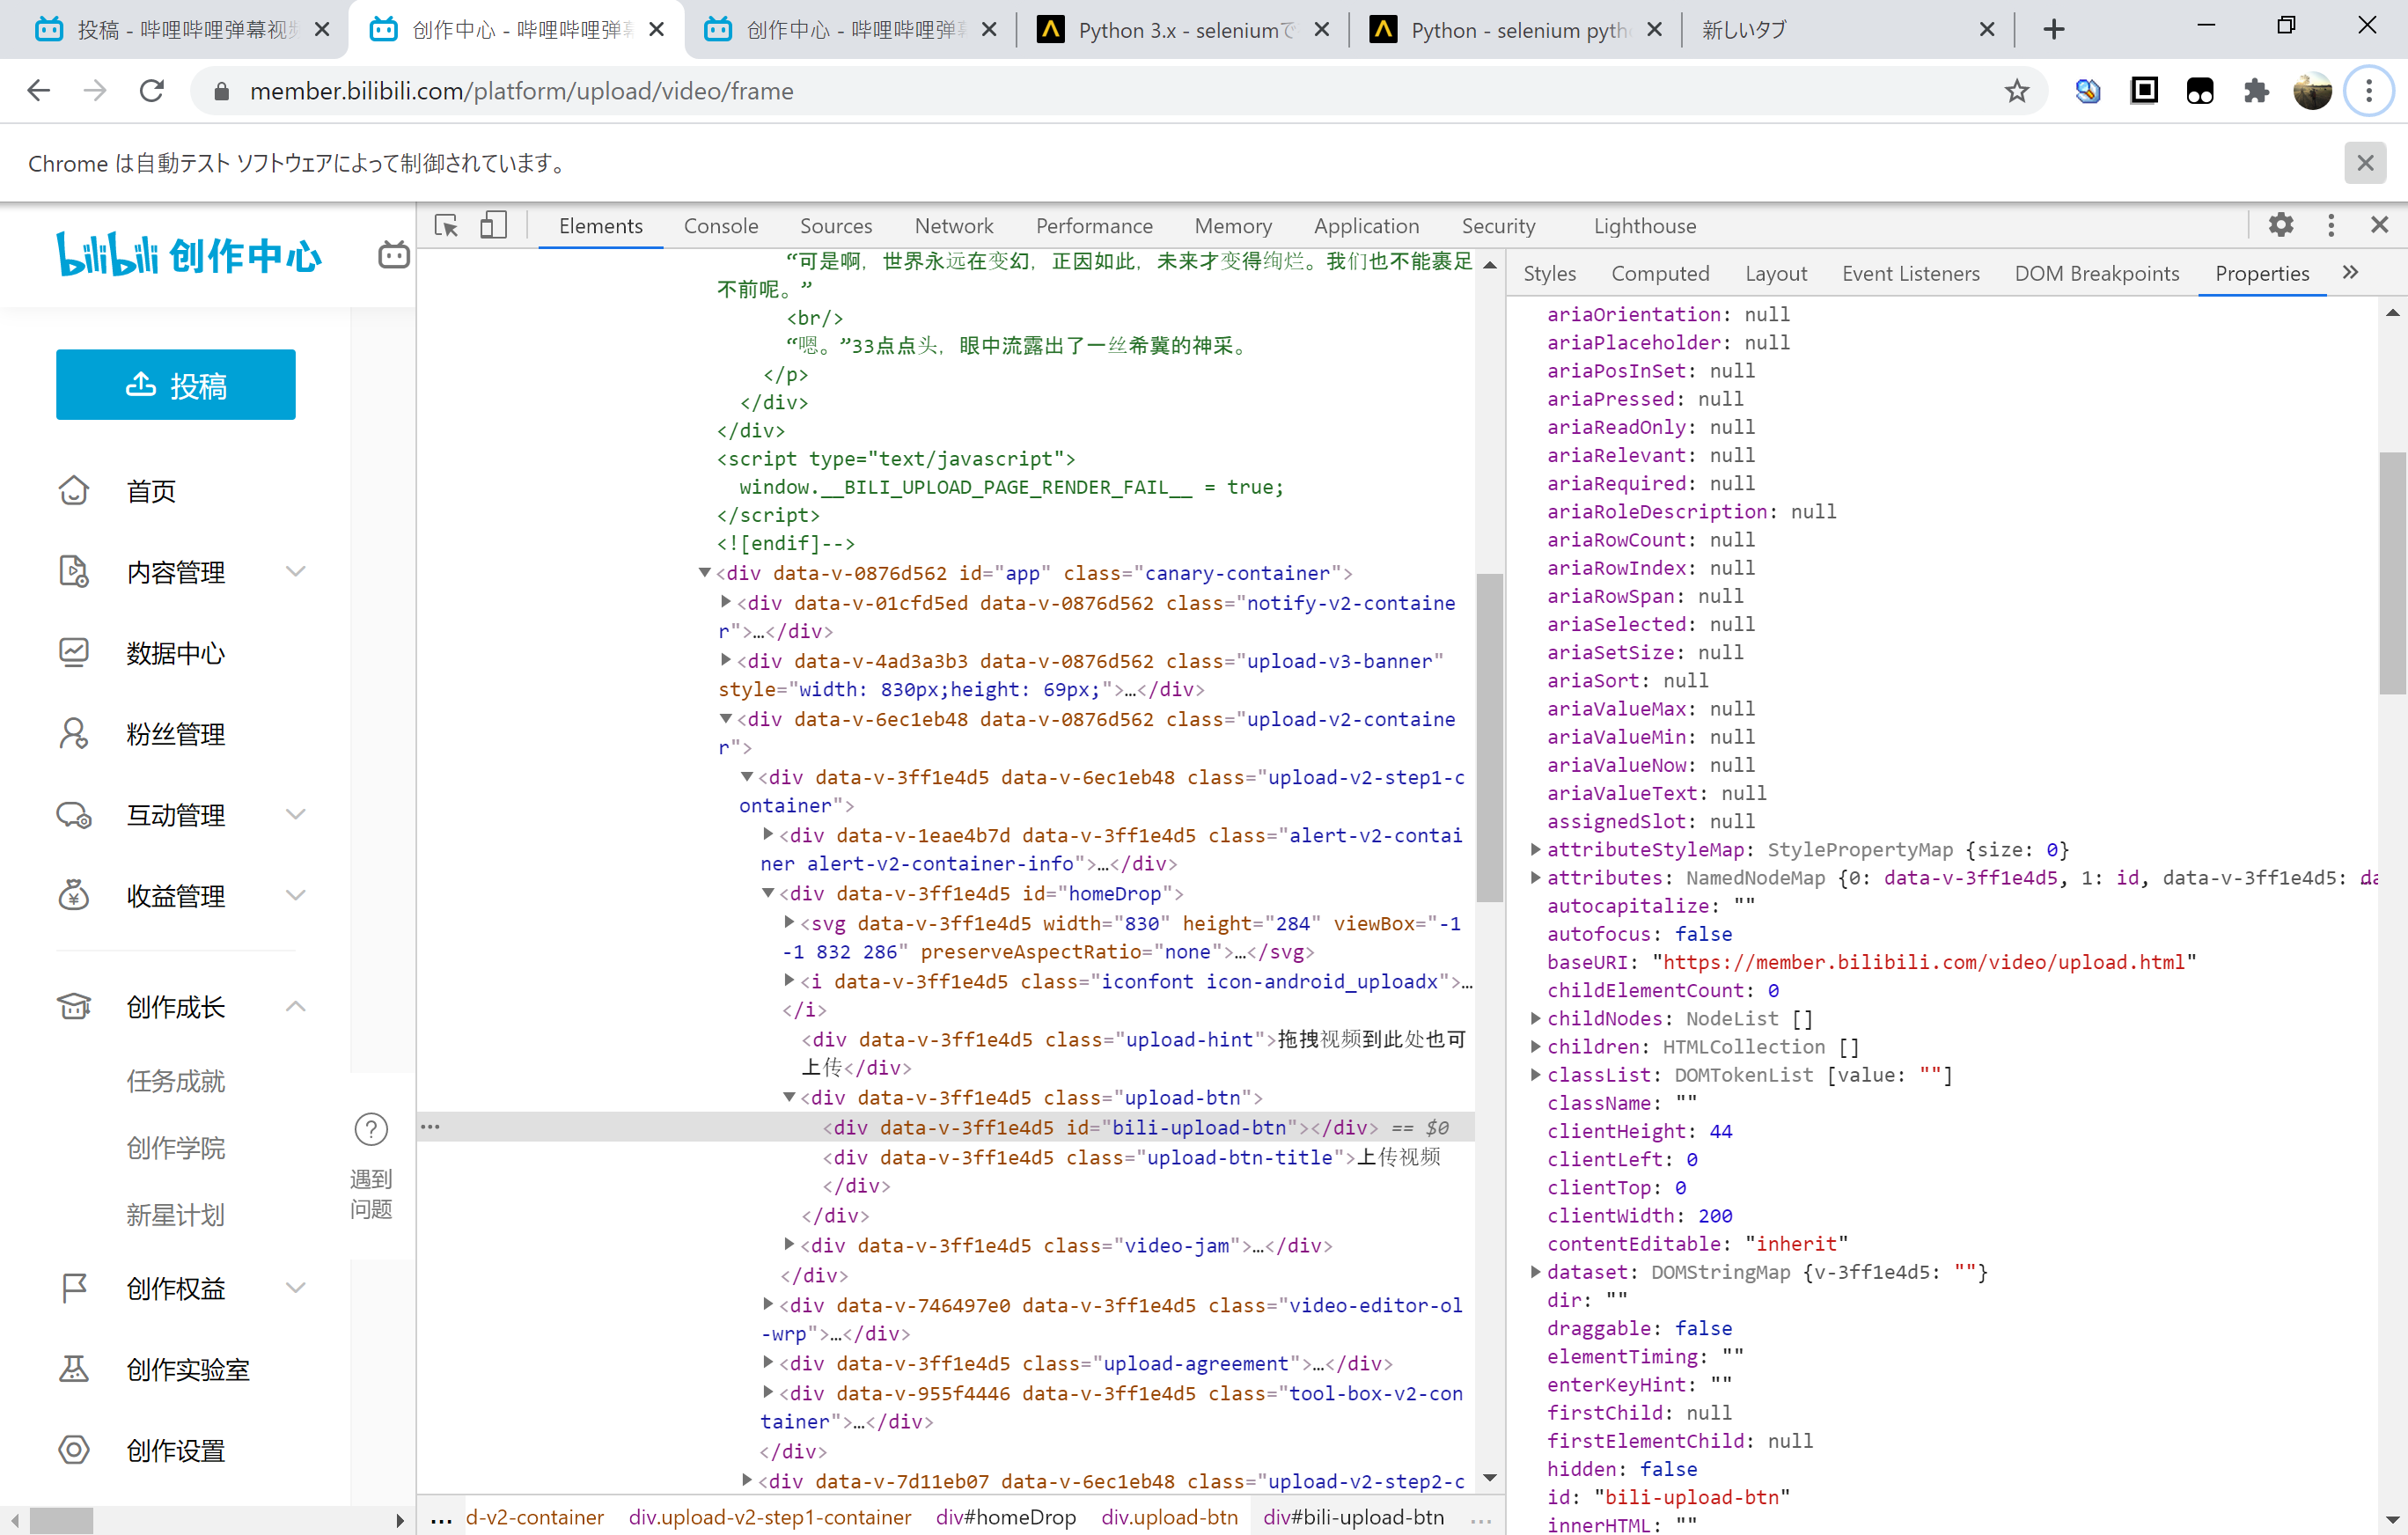 投稿 - 哔哩哔哩弹幕视频
创作中心 - 哔哩哔哩弹幕
创作中心 - 哔哩哔哩弹幕
Python 3.x - seleniumで
Python - selenium pytho
新しいタブ
member.bilibili.com/platform/upload/video/frame
Chrome は自動テスト ソフトウェアによって制御されています。
bilibili 创作中心
投稿
首页
内容管理
数据中心
粉丝管理
互动管理
收益管理
创作成长
任务成就
创作学院
新星计划
创作权益
创作实验室
创作设置
?
遇到
问题
Elements Console Sources Network Performance Memory Application Security Lighthouse
“可是啊，世界永远在变幻，正因如此，未来才变得绚烂。我们也不能裹足
不前呢。”
<br/>
“嗯。”33点点头，眼中流露出了一丝希冀的神采。
</p>
</div>
</div>
<script type="text/javascript">
window.__BILI_UPLOAD_PAGE_RENDER_FAIL__ = true;
</script>
<![endif]-->
<div data-v-0876d562 id="app" class="canary-container">
<div data-v-01cfd5ed data-v-0876d562 class="notify-v2-containe
r">…</div>
<div data-v-4ad3a3b3 data-v-0876d562 class="upload-v3-banner"
style="width: 830px;height: 69px;">…</div>
<div data-v-6ec1eb48 data-v-0876d562 class="upload-v2-containe
r">
<div data-v-3ff1e4d5 data-v-6ec1eb48 class="upload-v2-step1-c
ontainer">
<div data-v-1eae4b7d data-v-3ff1e4d5 class="alert-v2-contai
ner alert-v2-container-info">…</div>
<div data-v-3ff1e4d5 id="homeDrop">
<svg data-v-3ff1e4d5 width="830" height="284" viewBox="-1
-1 832 286" preserveAspectRatio="none">…</svg>
<i data-v-3ff1e4d5 class="iconfont icon-android_uploadx">…
</i>
<div data-v-3ff1e4d5 class="upload-hint">拖拽视频到此处也可
上传</div>
<div data-v-3ff1e4d5 class="upload-btn">
… <div data-v-3ff1e4d5 id="bili-upload-btn"></div> == $0
<div data-v-3ff1e4d5 class="upload-btn-title">上传视频
</div>
</div>
<div data-v-3ff1e4d5 class="video-jam">…</div>
</div>
<div data-v-746497e0 data-v-3ff1e4d5 class="video-editor-ol
-wrp">…</div>
<div data-v-3ff1e4d5 class="upload-agreement">…</div>
<div data-v-955f4446 data-v-3ff1e4d5 class="tool-box-v2-con
tainer">…</div>
</div>
<div data-v-7d11eb07 data-v-6ec1eb48 class="upload-v2-step2-c
… d-v2-container div.upload-v2-step1-container div#homeDrop div.upload-btn div#bili-upload-btn …
Styles Computed Layout Event Listeners DOM Breakpoints Properties »
ariaOrientation: null
ariaPlaceholder: null
ariaPosInSet: null
ariaPressed: null
ariaReadOnly: null
ariaRelevant: null
ariaRequired: null
ariaRoleDescription: null
ariaRowCount: null
ariaRowIndex: null
ariaRowSpan: null
ariaSelected: null
ariaSetSize: null
ariaSort: null
ariaValueMax: null
ariaValueMin: null
ariaValueNow: null
ariaValueText: null
assignedSlot: null
attributeStyleMap: StylePropertyMap {size: 0}
attributes: NamedNodeMap {0: data-v-3ff1e4d5, 1: id, data-v-3ff1e4d5: da
autocapitalize: ""
autofocus: false
baseURI: "https://member.bilibili.com/video/upload.html"
childElementCount: 0
childNodes: NodeList []
children: HTMLCollection []
classList: DOMTokenList [value: ""]
className: ""
clientHeight: 44
clientLeft: 0
clientTop: 0
clientWidth: 200
contentEditable: "inherit"
dataset: DOMStringMap {v-3ff1e4d5: ""}
dir: ""
draggable: false
elementTiming: ""
enterKeyHint: ""
firstChild: null
firstElementChild: null
hidden: false
id: "bili-upload-btn"
innerHTML: ""